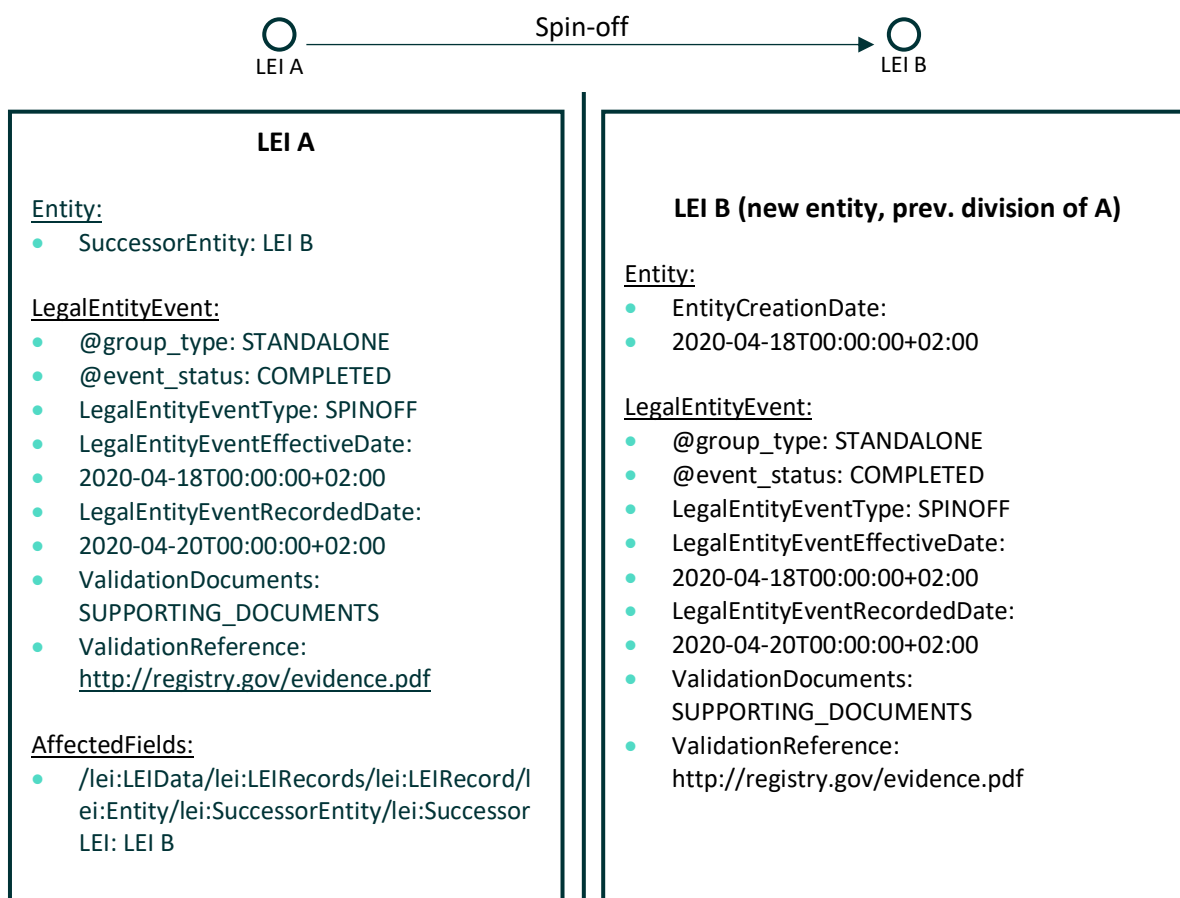 Spin-off
LEI A
LEI B
LEI A
Entity:
SuccessorEntity: LEI B
LegalEntityEvent:
@group_type: STANDALONE
@event_status: COMPLETED
LegalEntityEventType: SPINOFF
LegalEntityEventEffectiveDate:
2020-04-18T00:00:00+02:00
LegalEntityEventRecordedDate:
2020-04-20T00:00:00+02:00
ValidationDocuments:
SUPPORTING_DOCUMENTS
ValidationReference:
http://registry.gov/evidence.pdf
AffectedFields:
/lei:LEIData/lei:LEIRecords/lei:LEIRecord/l
ei:Entity/lei:SuccessorEntity/lei:Successor
LEI: LEI B
LEI B (new entity, prev. division of A)
Entity:
EntityCreationDate:
2020-04-18T00:00:00+02:00
LegalEntityEvent:
@group_type: STANDALONE
@event_status: COMPLETED
LegalEntityEventType: SPINOFF
LegalEntityEventEffectiveDate:
2020-04-18T00:00:00+02:00
LegalEntityEventRecordedDate:
2020-04-20T00:00:00+02:00
ValidationDocuments:
SUPPORTING_DOCUMENTS
ValidationReference:
http://registry.gov/evidence.pdf